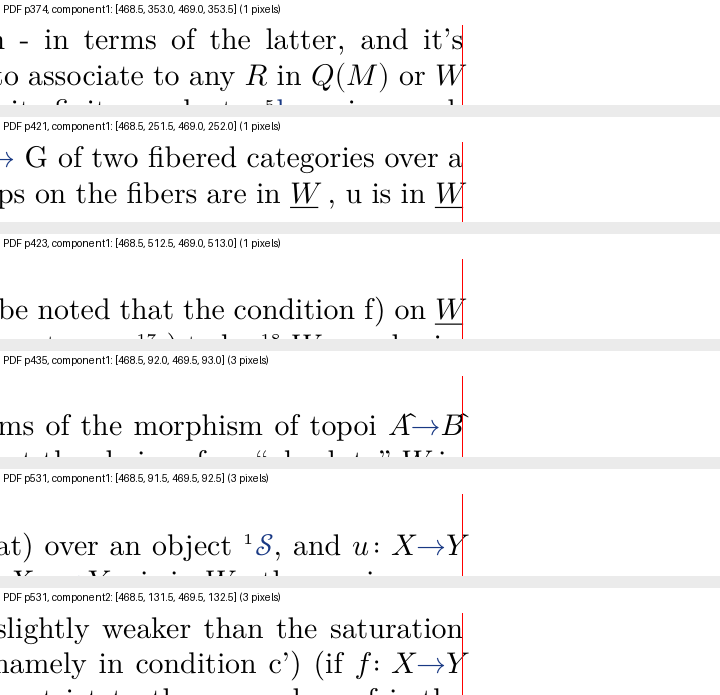 PDF p374, component1: [468.5, 353.0, 469.0, 353.5] (1 pixels)
- in terms of the latter, and it's
to associate to any R in Q(M) or W
PDF p421, component1: [468.5, 251.5, 469.0, 252.0] (1 pixels)
→ G of two fibered categories over a
ps on the fibers are in W , u is in W
PDF p423, component1: [468.5, 512.5, 469.0, 513.0] (1 pixels)
be noted that the condition f) on W
PDF p435, component1: [468.5, 92.0, 469.5, 93.0] (3 pixels)
ms of the morphism of topoi A^→B^
PDF p531, component1: [468.5, 91.5, 469.5, 92.5] (3 pixels)
at) over an object ¹𝒮, and u: X→Y
PDF p531, component2: [468.5, 131.5, 469.5, 132.5] (3 pixels)
slightly weaker than the saturation
namely in condition c') (if f: X→Y